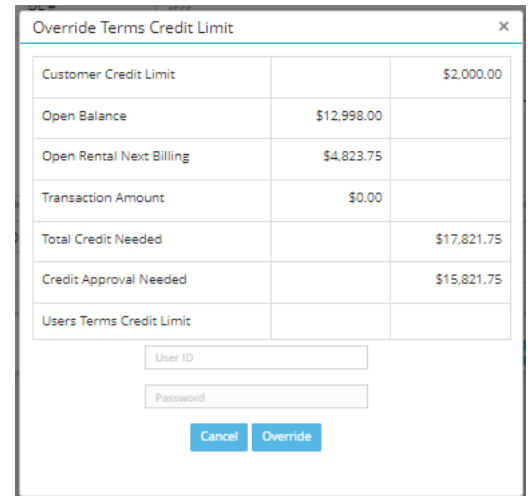 Override Terms Credit Limit ×
Customer Credit Limit $2,000.00
Open Balance $12,998.00
Open Rental Next Billing $4,823.75
Transaction Amount $0.00
Total Credit Needed $17,821.75
Credit Approval Needed $15,821.75
Users Terms Credit Limit
User ID
Password
Cancel Override